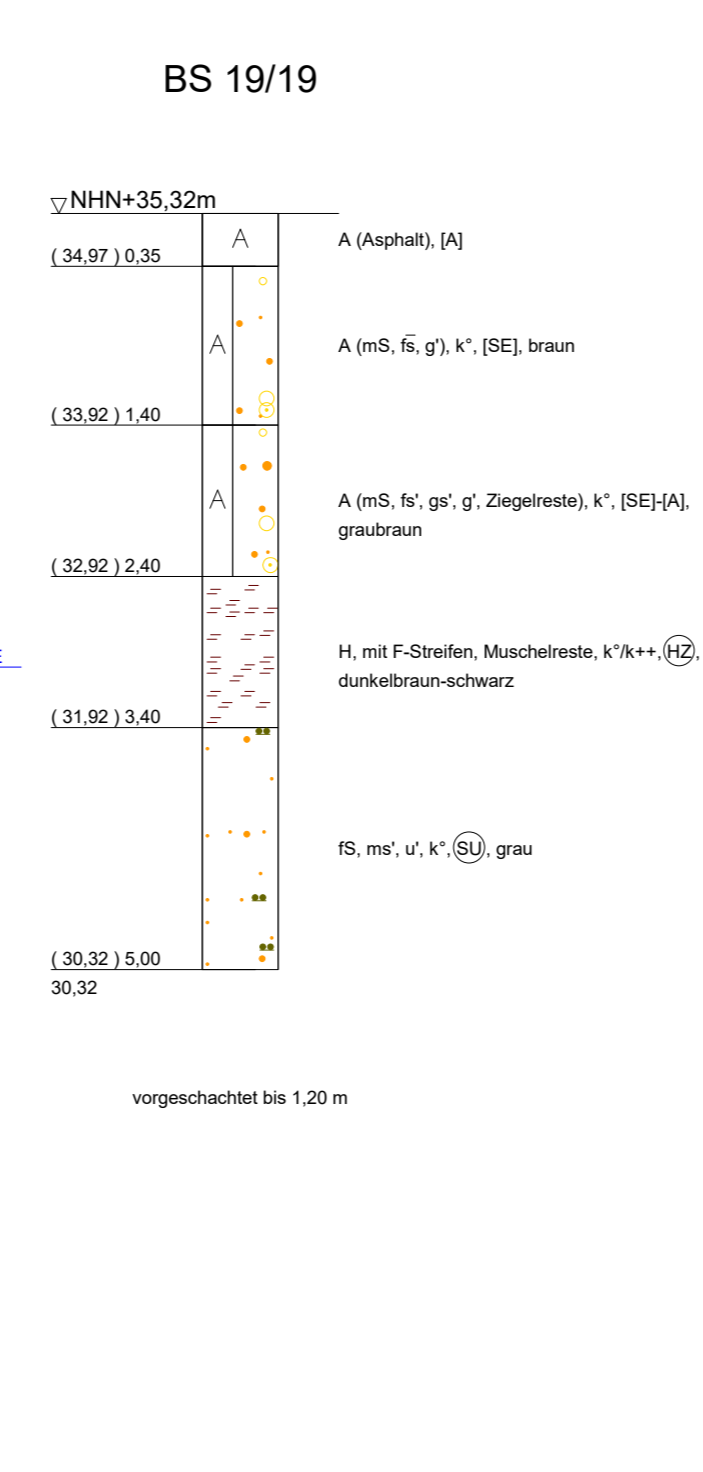 BS 19/19
NHN+35,32m
A
A (Asphalt), [A]
( 34,97 ) 0,35
A
A (mS, fs̅, g'), k°, [SE], braun
( 33,92 ) 1,40
A
A (mS, fs', gs', g', Ziegelreste), k°, [SE]-[A],
graubraun
( 32,92 ) 2,40
H, mit F-Streifen, Muschelreste, k°/k++, HZ,
dunkelbraun-schwarz
( 31,92 ) 3,40
fS, ms', u', k°, SU, grau
( 30,32 ) 5,00
30,32
vorgeschachtet bis 1,20 m